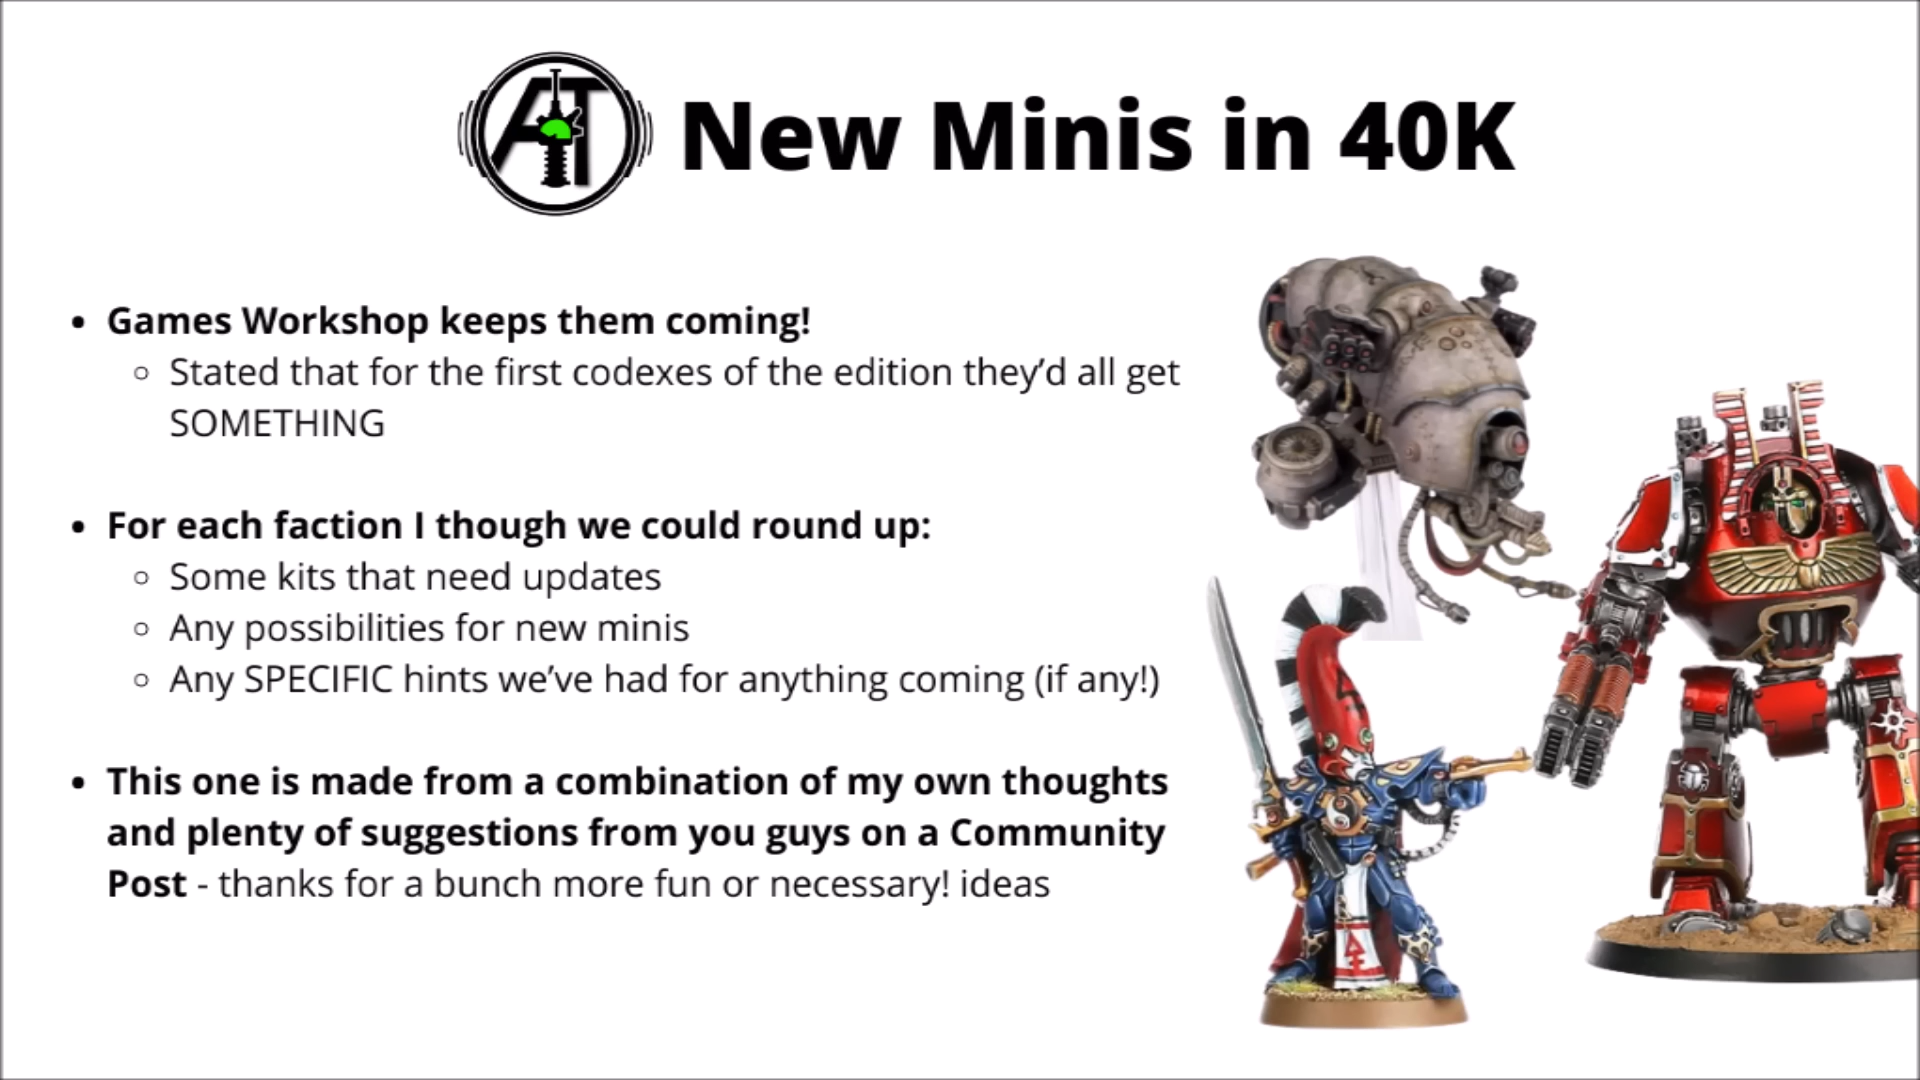 AT
New Minis in 40K
• Games Workshop keeps them coming!
○ Stated that for the first codexes of the edition they’d all get
SOMETHING
• For each faction I though we could round up:
○ Some kits that need updates
○ Any possibilities for new minis
○ Any SPECIFIC hints we’ve had for anything coming (if any!)
• This one is made from a combination of my own thoughts
and plenty of suggestions from you guys on a Community
Post - thanks for a bunch more fun or necessary! ideas